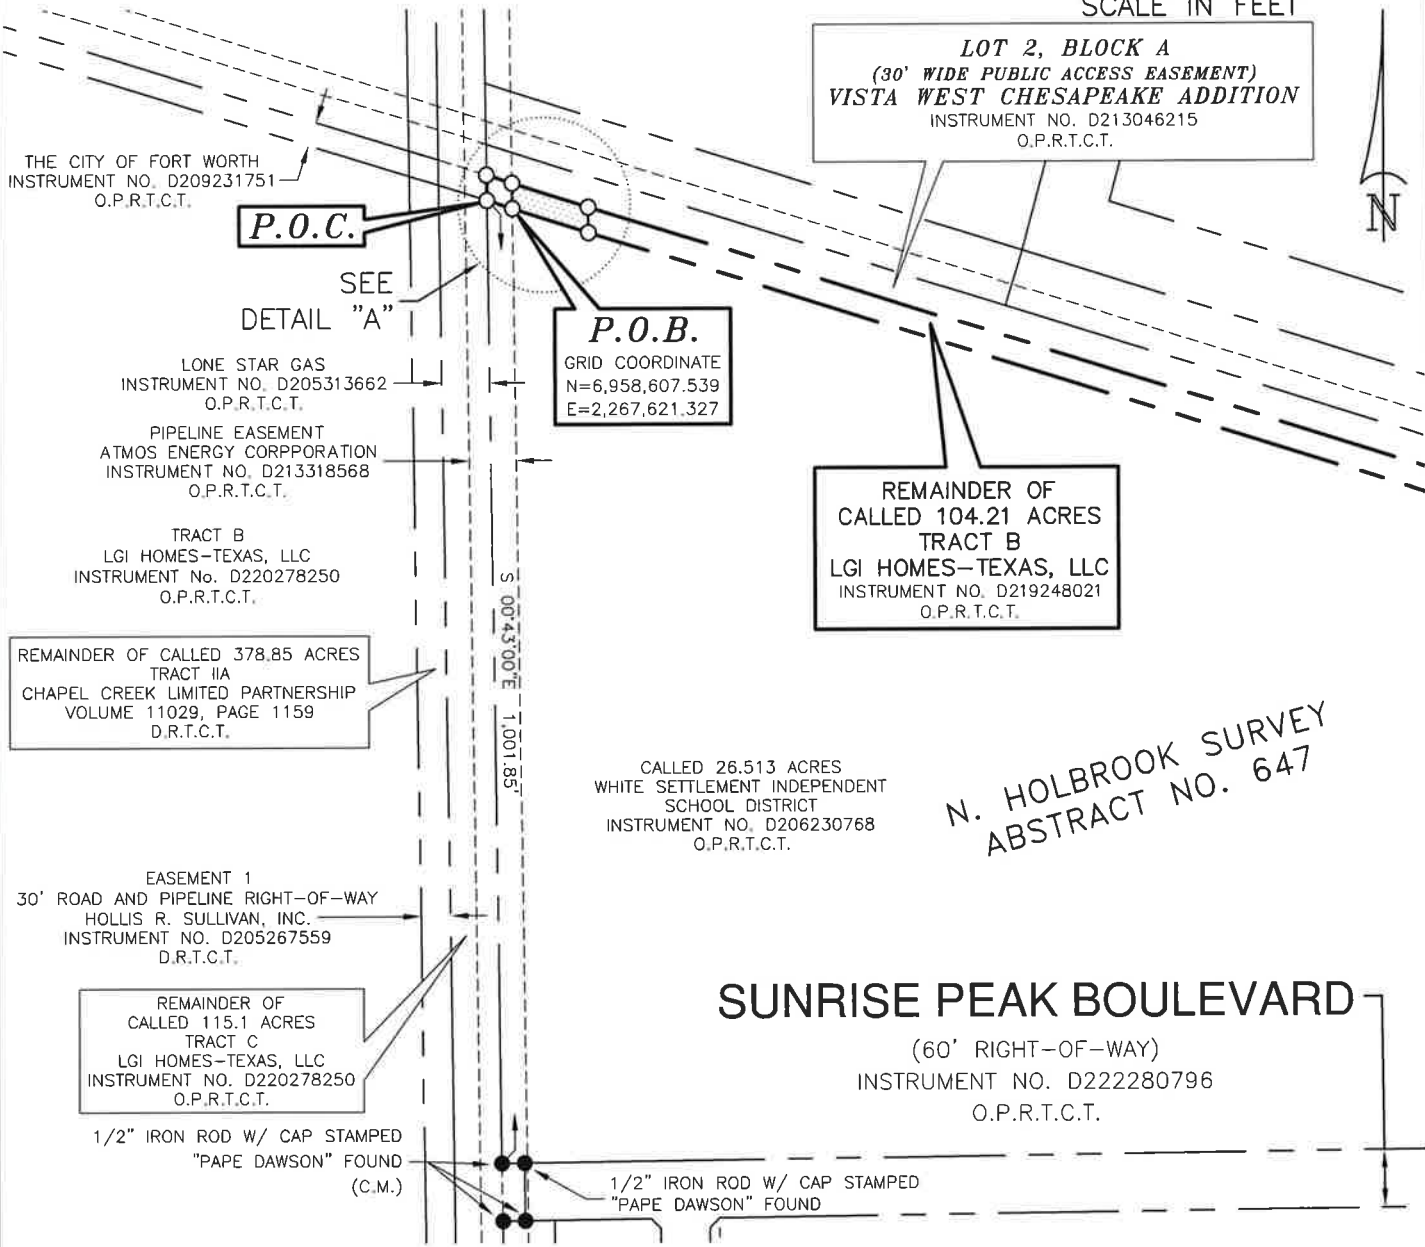 SCALE IN FEET
LOT 2, BLOCK A
(30' WIDE PUBLIC ACCESS EASEMENT)
VISTA WEST CHESAPEAKE ADDITION
INSTRUMENT NO. D213046215
O.P.R.T.C.T.
N
THE CITY OF FORT WORTH
INSTRUMENT NO. D209231751
O.P.R.T.C.T.
P.O.C.
SEE
DETAIL "A"
P.O.B.
GRID COORDINATE
N=6,958,607.539
E=2,267,621.327
LONE STAR GAS
INSTRUMENT NO. D205313662
O.P.R.T.C.T.
PIPELINE EASEMENT
ATMOS ENERGY CORPPORATION
INSTRUMENT NO. D213318568
O.P.R.T.C.T.
REMAINDER OF
CALLED 104.21 ACRES
TRACT B
LGI HOMES-TEXAS, LLC
INSTRUMENT NO. D219248021
O.P.R.T.C.T.
TRACT B
LGI HOMES-TEXAS, LLC
INSTRUMENT No. D220278250
O.P.R.T.C.T.
S 00°43'00"E 1,001.85'
REMAINDER OF CALLED 378.85 ACRES
TRACT IIA
CHAPEL CREEK LIMITED PARTNERSHIP
VOLUME 11029, PAGE 1159
D.R.T.C.T.
CALLED 26.513 ACRES
WHITE SETTLEMENT INDEPENDENT
SCHOOL DISTRICT
INSTRUMENT NO. D206230768
O.P.R.T.C.T.
N. HOLBROOK SURVEY
ABSTRACT NO. 647
EASEMENT 1
30' ROAD AND PIPELINE RIGHT-OF-WAY
HOLLIS R. SULLIVAN, INC.
INSTRUMENT NO. D205267559
D.R.T.C.T.
REMAINDER OF
CALLED 115.1 ACRES
TRACT C
LGI HOMES-TEXAS, LLC
INSTRUMENT NO. D220278250
O.P.R.T.C.T.
SUNRISE PEAK BOULEVARD
(60' RIGHT-OF-WAY)
INSTRUMENT NO. D222280796
O.P.R.T.C.T.
1/2" IRON ROD W/ CAP STAMPED
"PAPE DAWSON" FOUND
(C.M.)
1/2" IRON ROD W/ CAP STAMPED
"PAPE DAWSON" FOUND